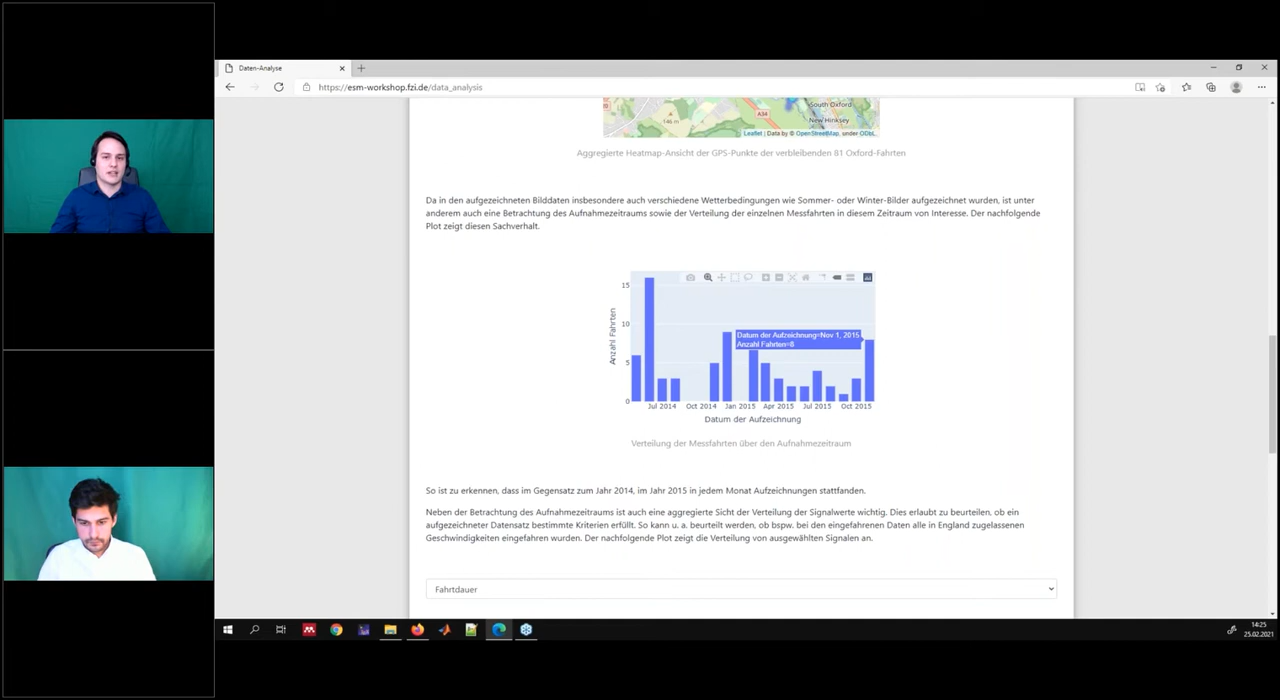 Daten-Analyse
https://esm-workshop.fzi.de/data_analysis
South Oxford
A34
New Hinksey
146 m
Leaflet | Data by © OpenStreetMap, under ODbL.
Aggregierte Heatmap-Ansicht der GPS-Punkte der verbleibenden 81 Oxford-Fahrten
Da in den aufgezeichneten Bilddaten insbesondere auch verschiedene Wetterbedingungen wie Sommer- oder Winter-Bilder aufgezeichnet wurden, ist unter
anderem auch eine Betrachtung des Aufnahmezeitraums sowie der Verteilung der einzelnen Messfahrten in diesem Zeitraum von Interesse. Der nachfolgende
Plot zeigt diesen Sachverhalt.
15
10
5
0
Anzahl Fahrten
Datum der Aufzeichnung=Nov 1, 2015
Anzahl Fahrten=8
Jul 2014 Oct 2014 Jan 2015 Apr 2015 Jul 2015 Oct 2015
Datum der Aufzeichnung
Verteilung der Messfahrten über den Aufnahmezeitraum
So ist zu erkennen, dass im Gegensatz zum Jahr 2014, im Jahr 2015 in jedem Monat Aufzeichnungen stattfanden.
Neben der Betrachtung des Aufnahmezeitraums ist auch eine aggregierte Sicht der Verteilung der Signalwerte wichtig. Dies erlaubt zu beurteilen, ob ein
aufgezeichneter Datensatz bestimmte Kriterien erfüllt. So kann u. a. beurteilt werden, ob bspw. bei den eingefahrenen Daten alle in England zugelassenen
Geschwindigkeiten eingefahren wurden. Der nachfolgende Plot zeigt die Verteilung von ausgewählten Signalen an.
Fahrtdauer
14:25
25.02.2021